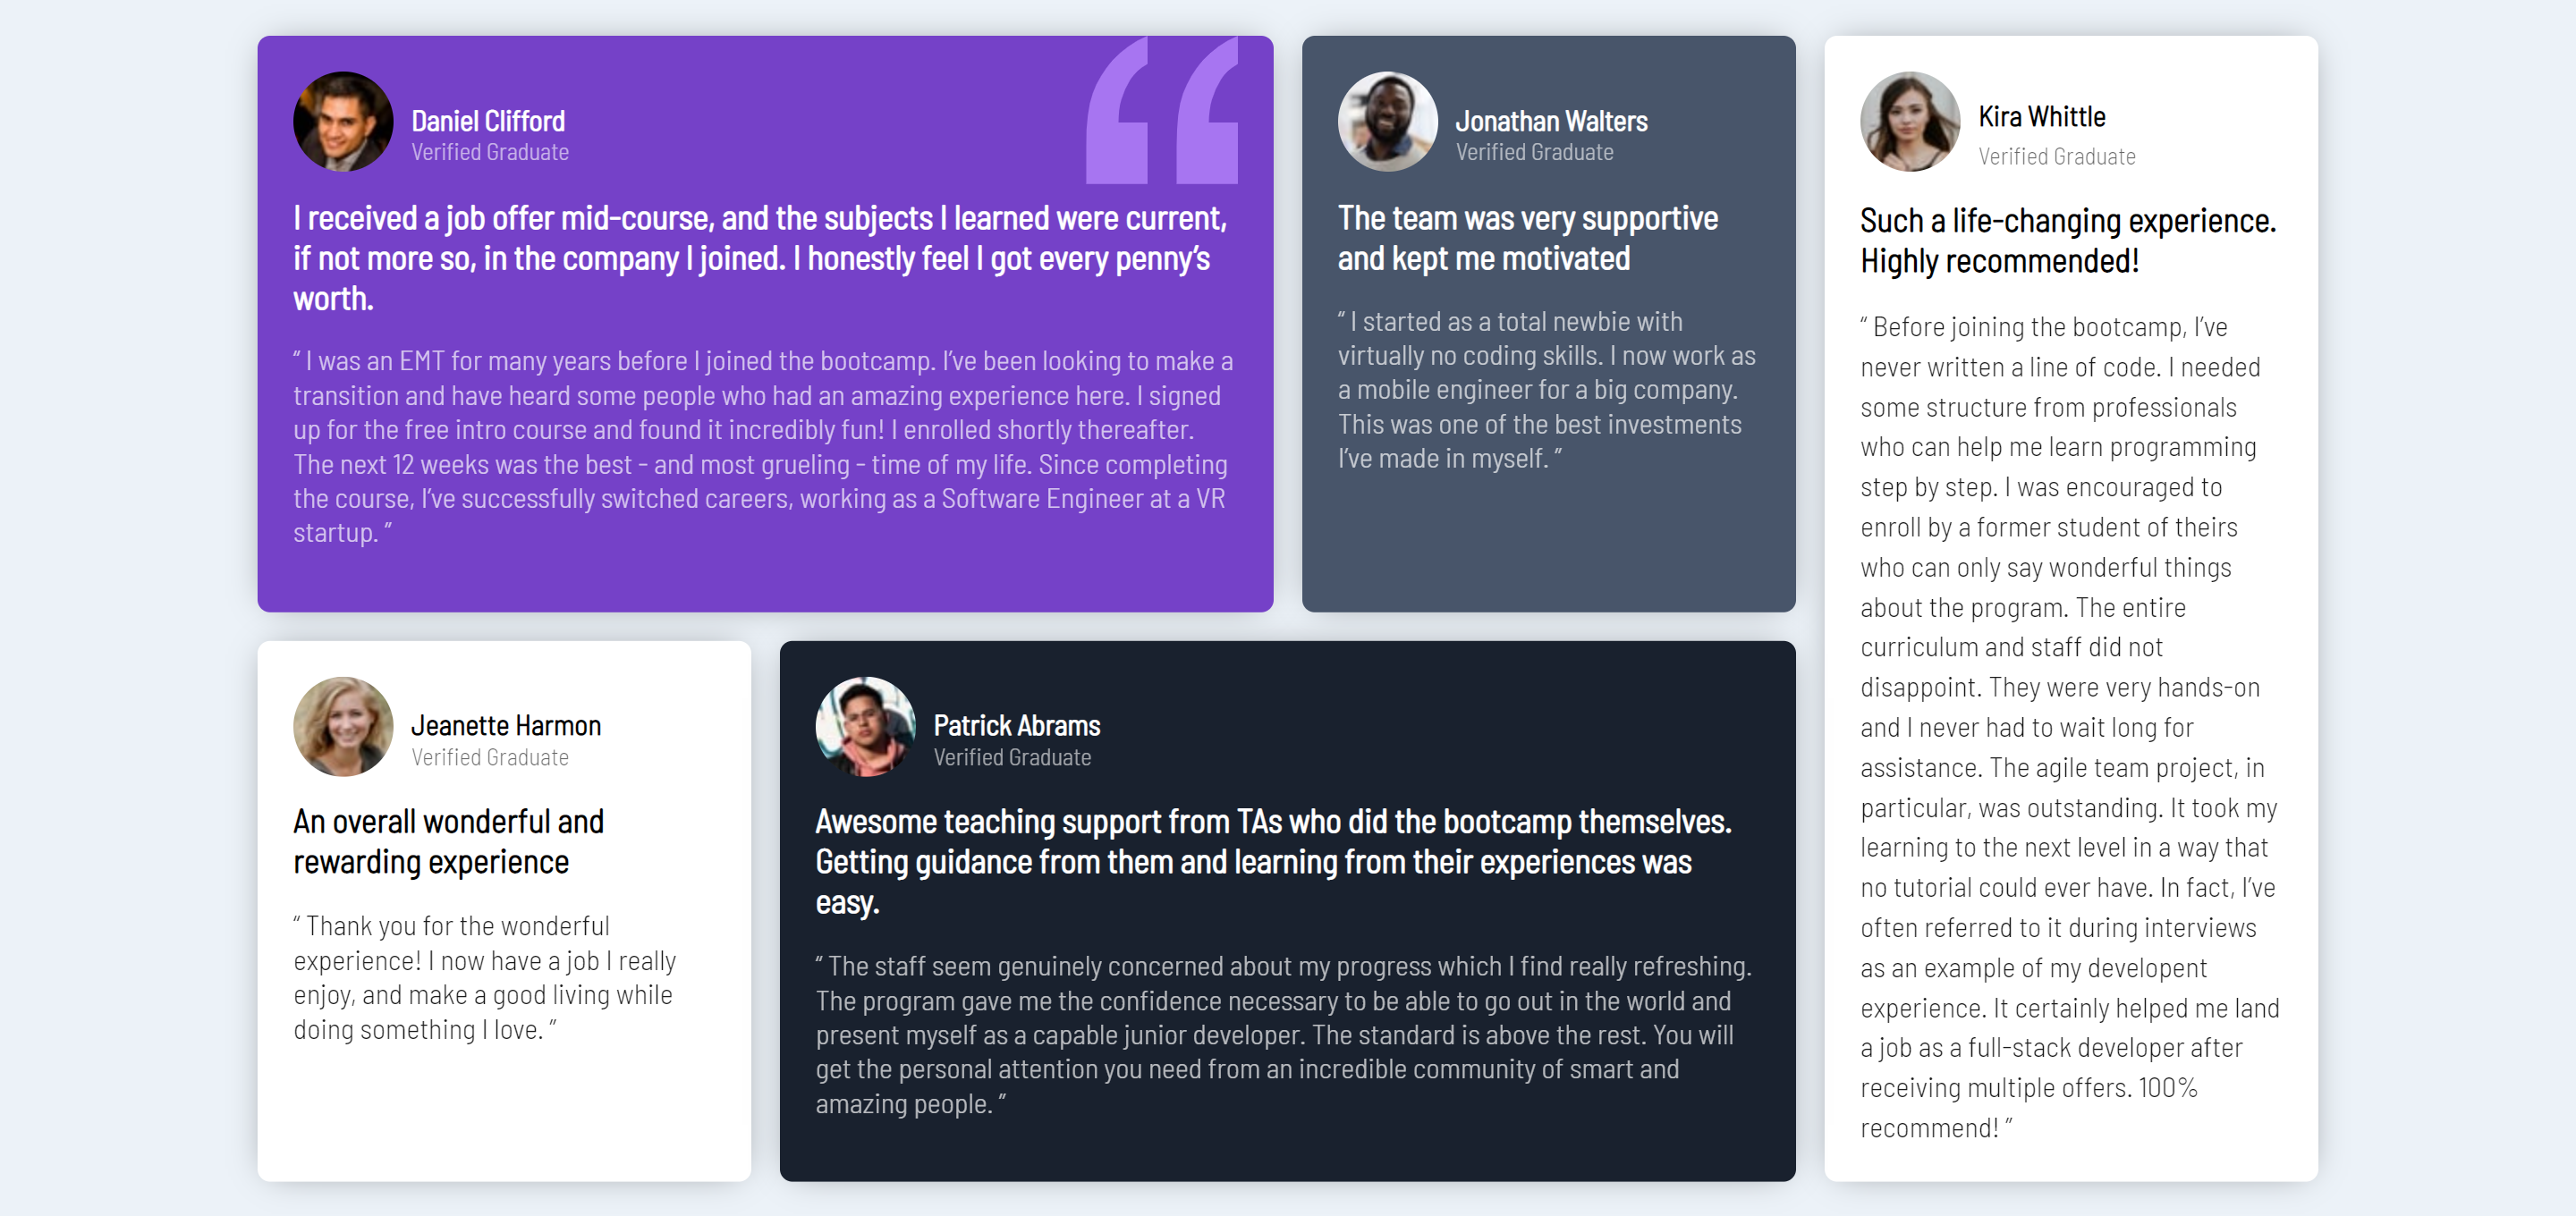 Daniel Clifford
Verified Graduate
I received a job offer mid-course, and the subjects I learned were current,
if not more so, in the company I joined. I honestly feel I got every penny’s
worth.
“ I was an EMT for many years before I joined the bootcamp. I’ve been looking to make a
transition and have heard some people who had an amazing experience here. I signed
up for the free intro course and found it incredibly fun! I enrolled shortly thereafter.
The next 12 weeks was the best - and most grueling - time of my life. Since completing
the course, I’ve successfully switched careers, working as a Software Engineer at a VR
startup. ”
Jonathan Walters
Verified Graduate
The team was very supportive
and kept me motivated
“ I started as a total newbie with
virtually no coding skills. I now work as
a mobile engineer for a big company.
This was one of the best investments
I’ve made in myself. ”
Kira Whittle
Verified Graduate
Such a life-changing experience.
Highly recommended!
“ Before joining the bootcamp, I’ve
never written a line of code. I needed
some structure from professionals
who can help me learn programming
step by step. I was encouraged to
enroll by a former student of theirs
who can only say wonderful things
about the program. The entire
curriculum and staff did not
disappoint. They were very hands-on
and I never had to wait long for
assistance. The agile team project, in
particular, was outstanding. It took my
learning to the next level in a way that
no tutorial could ever have. In fact, I’ve
often referred to it during interviews
as an example of my developent
experience. It certainly helped me land
a job as a full-stack developer after
receiving multiple offers. 100%
recommend! ”
Jeanette Harmon
Verified Graduate
An overall wonderful and
rewarding experience
“ Thank you for the wonderful
experience! I now have a job I really
enjoy, and make a good living while
doing something I love. ”
Patrick Abrams
Verified Graduate
Awesome teaching support from TAs who did the bootcamp themselves.
Getting guidance from them and learning from their experiences was
easy.
“ The staff seem genuinely concerned about my progress which I find really refreshing.
The program gave me the confidence necessary to be able to go out in the world and
present myself as a capable junior developer. The standard is above the rest. You will
get the personal attention you need from an incredible community of smart and
amazing people. ”